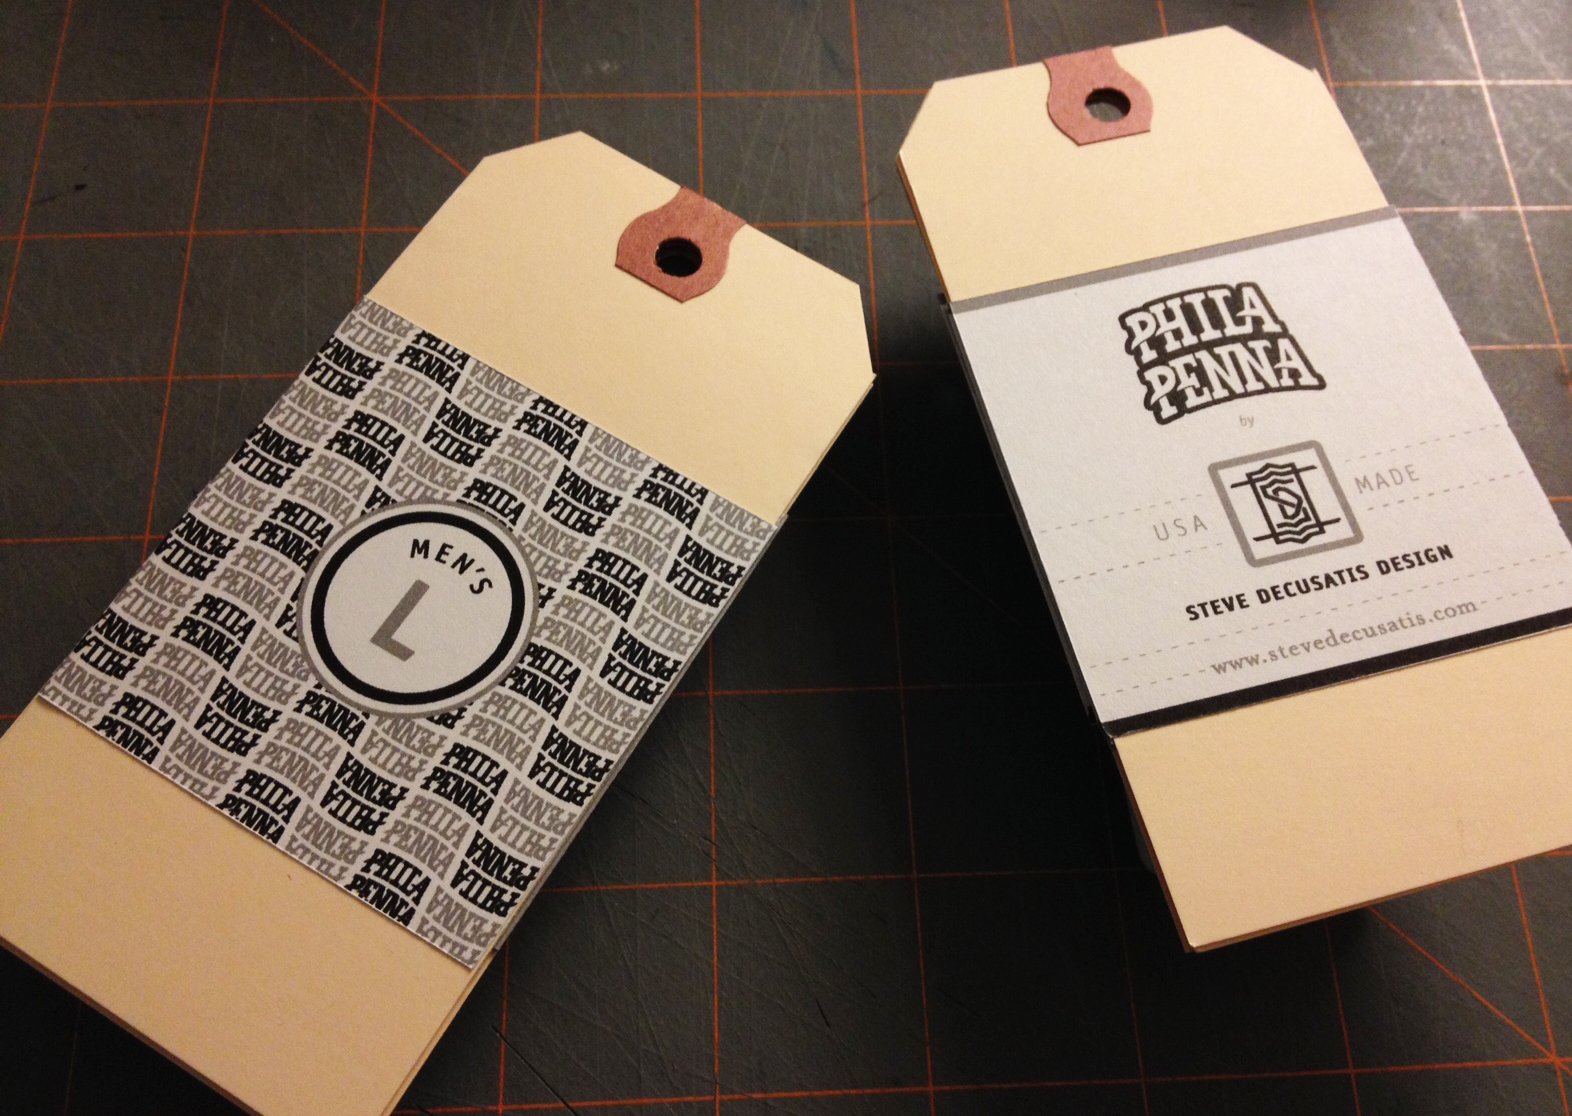 MEN'S
L
PHILA
PENNA
by
USA
MADE
STEVE DECUSATIS DESIGN
www.stevedecusatis.com